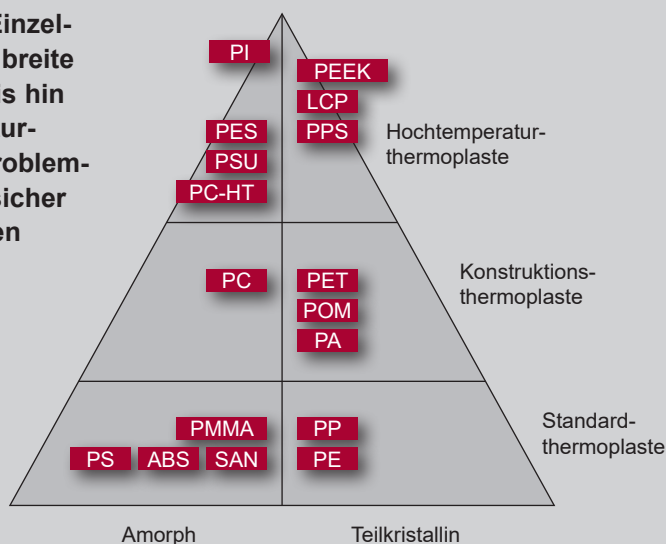 Einzel-
breite
is hin
ur-
roblem-
sicher
en
PI
PEEK
LCP
PES
PPS
PSU
PC-HT
Hochtemperatur-
thermoplaste
PC
PET
POM
PA
Konstruktions-
thermoplaste
PMMA
PP
PS
ABS
SAN
PE
Standard-
thermoplaste
Amorph
Teilkristallin